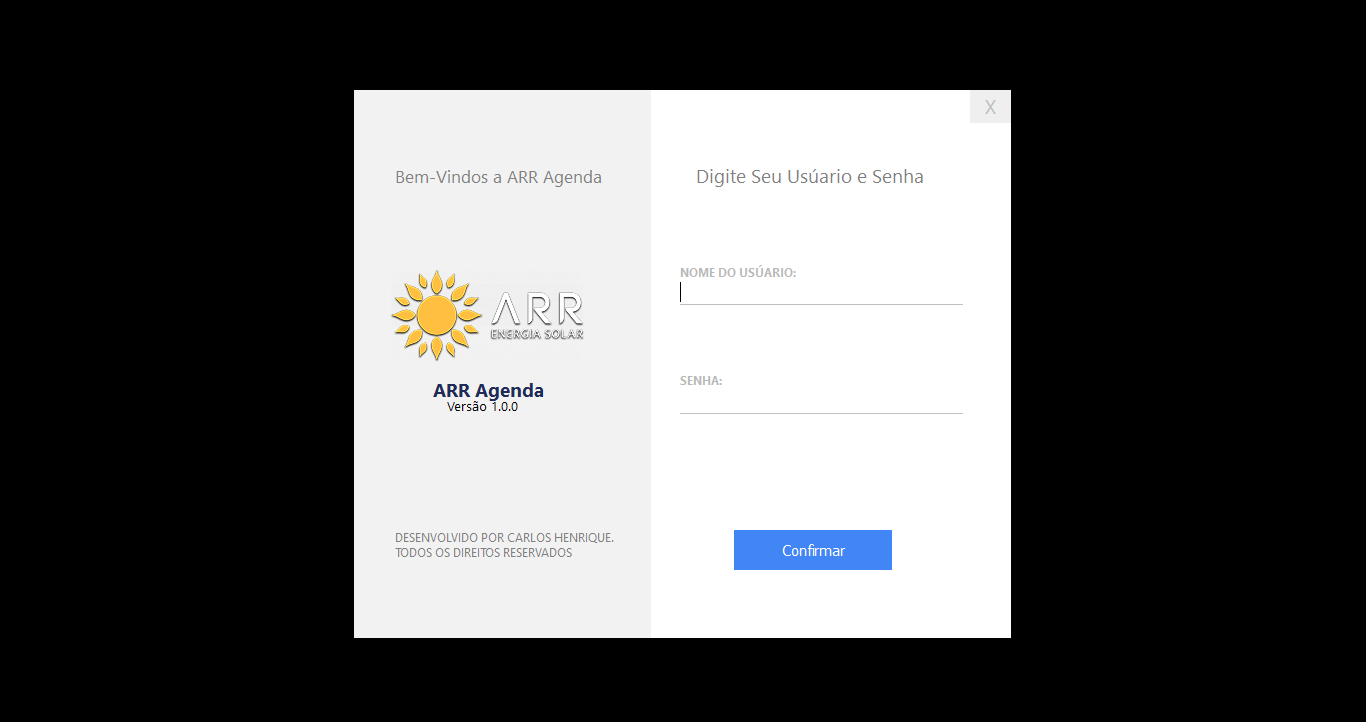 X
Bem-Vindos a ARR Agenda
Digite Seu Usúario e Senha
NOME DO USÚARIO:
ARR
ENERGIA SOLAR
SENHA:
ARR Agenda
Versão 1.0.0
DESENVOLVIDO POR CARLOS HENRIQUE.
TODOS OS DIREITOS RESERVADOS
Confirmar